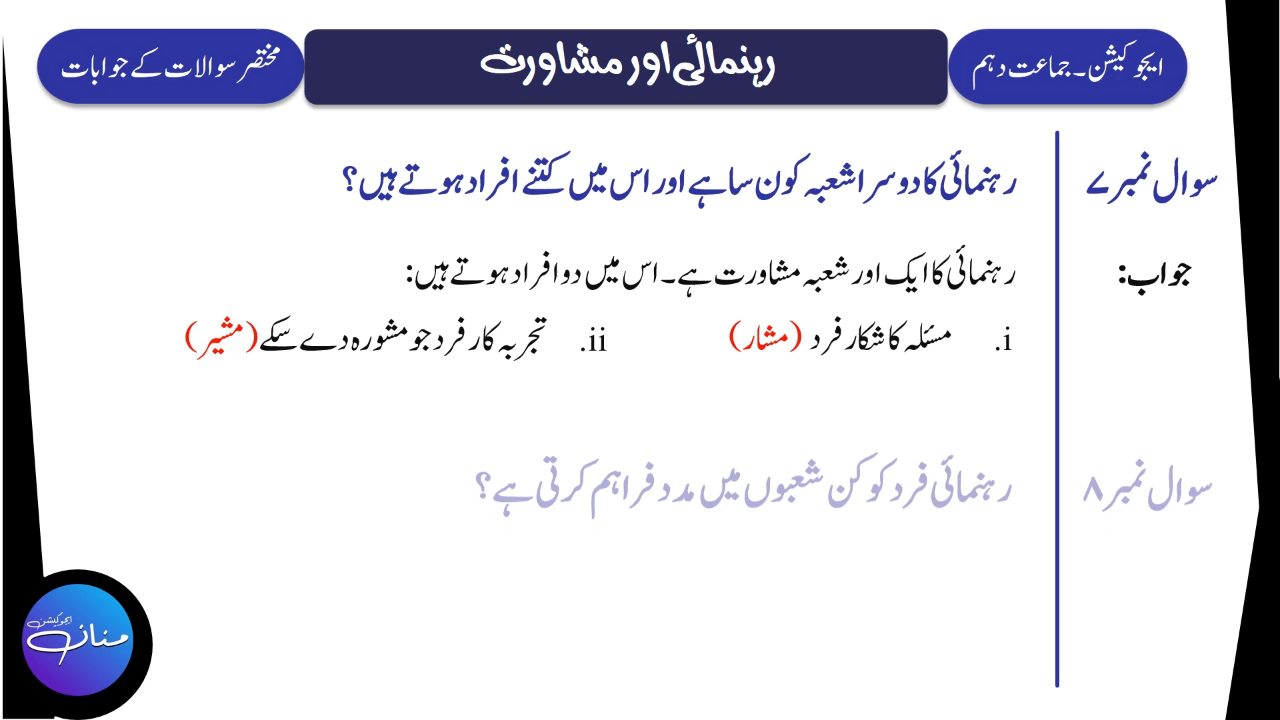 ایجوکیشن۔ جماعت دہم
رہنمائی اور مشاورت
مختصر سوالات کے جوابات
سوال نمبر ۷
رہنمائی کا دوسرا شعبہ کون سا ہے اور اس میں کتنے افراد ہوتے ہیں؟
جواب:
رہنمائی کا ایک اور شعبہ مشاورت ہے۔ اس میں دو افراد ہوتے ہیں:
i. مسئلہ کا شکار فرد (مشار) ii. تجربہ کار فرد جو مشورہ دے سکے (مشیر)
سوال نمبر ۸
رہنمائی فرد کو کن شعبوں میں مدد فراہم کرتی ہے؟
ایجوکیشن
منان